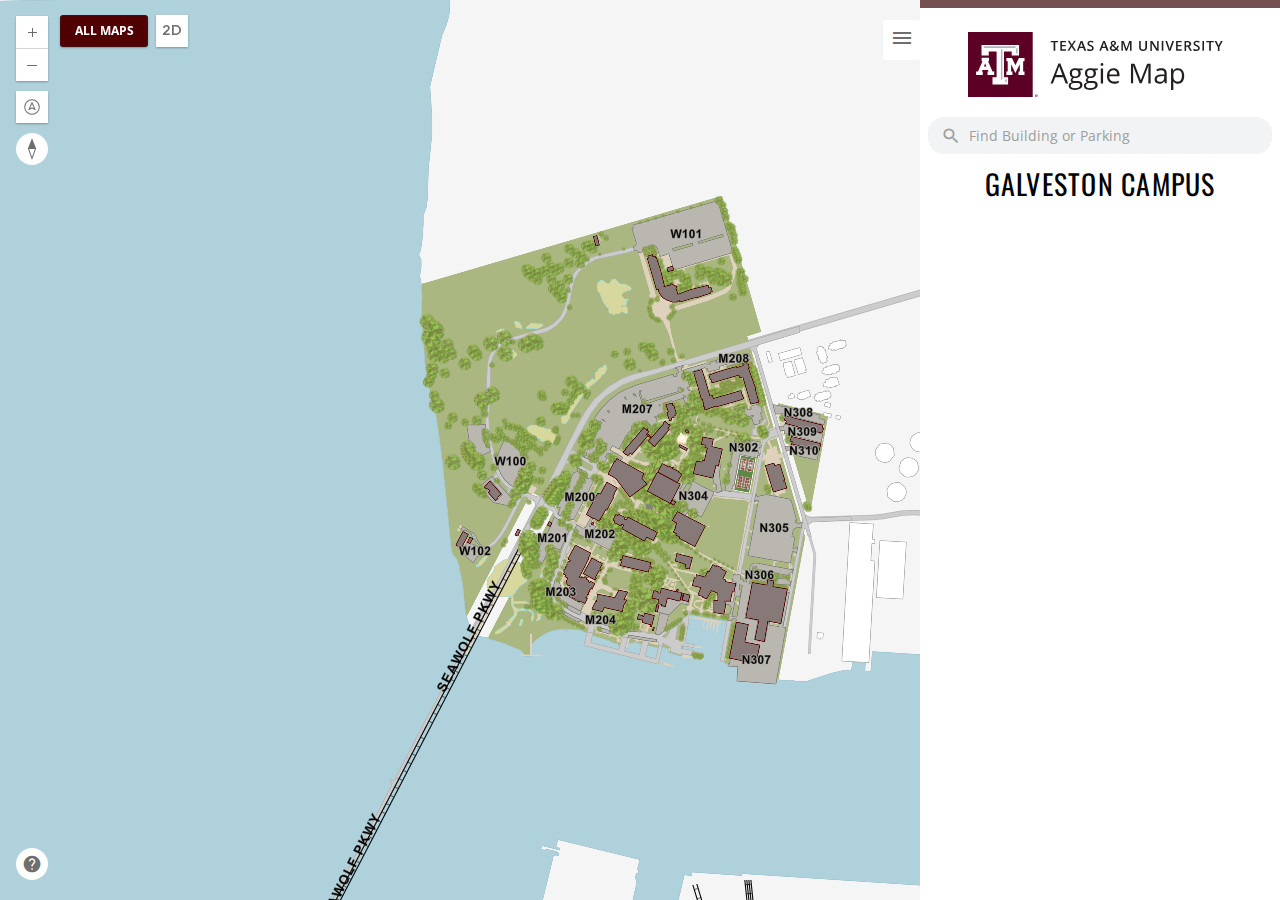 ALL MAPS
2D
TEXAS A&M UNIVERSITY
Aggie Map
Find Building or Parking
GALVESTON CAMPUS
W101
M208
M207
N308
N309
N310
N302
W100
M200
N304
N305
M201
M202
W102
N306
M203
M204
N307
SEAWOLF PKWY
AWOLF PKWY